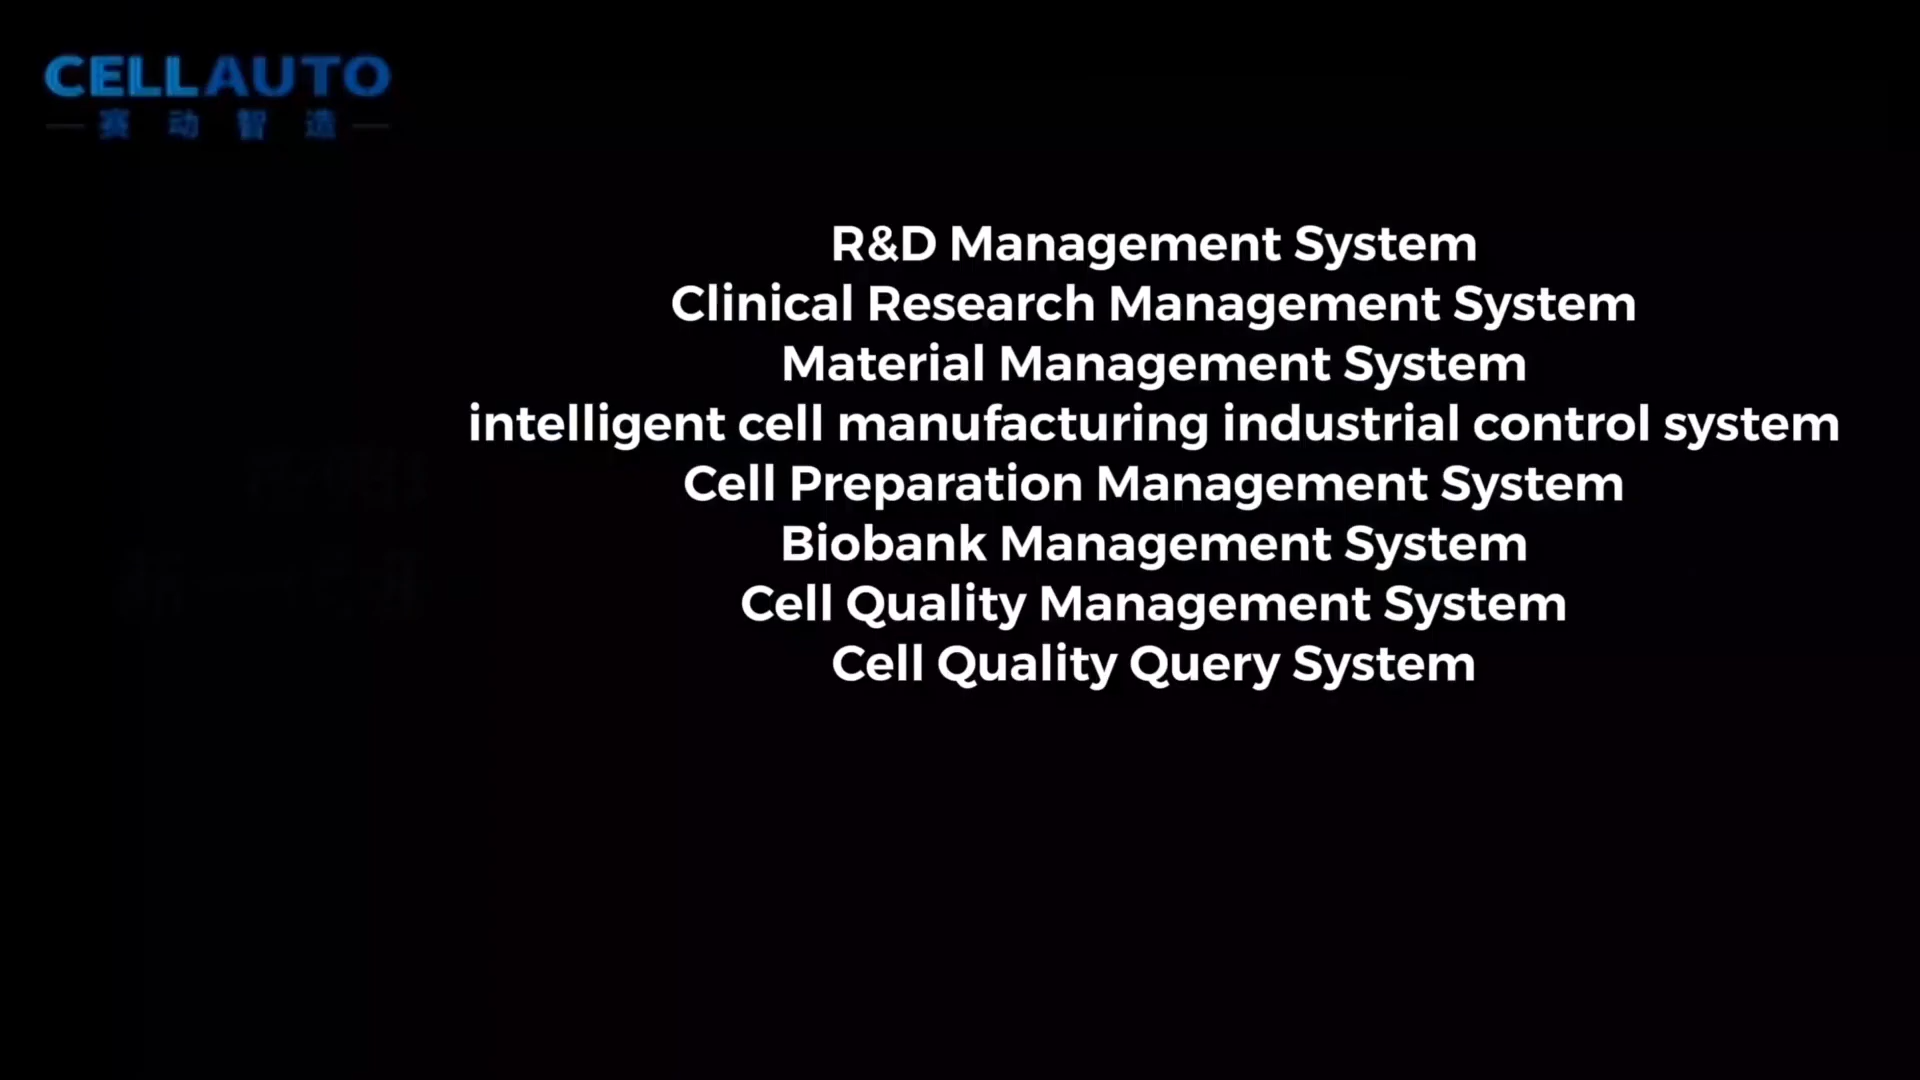 CELLAUTO
赛动智造
R&D Management System
Clinical Research Management System
Material Management System
intelligent cell manufacturing industrial control system
Cell Preparation Management System
Biobank Management System
Cell Quality Management System
Cell Quality Query System